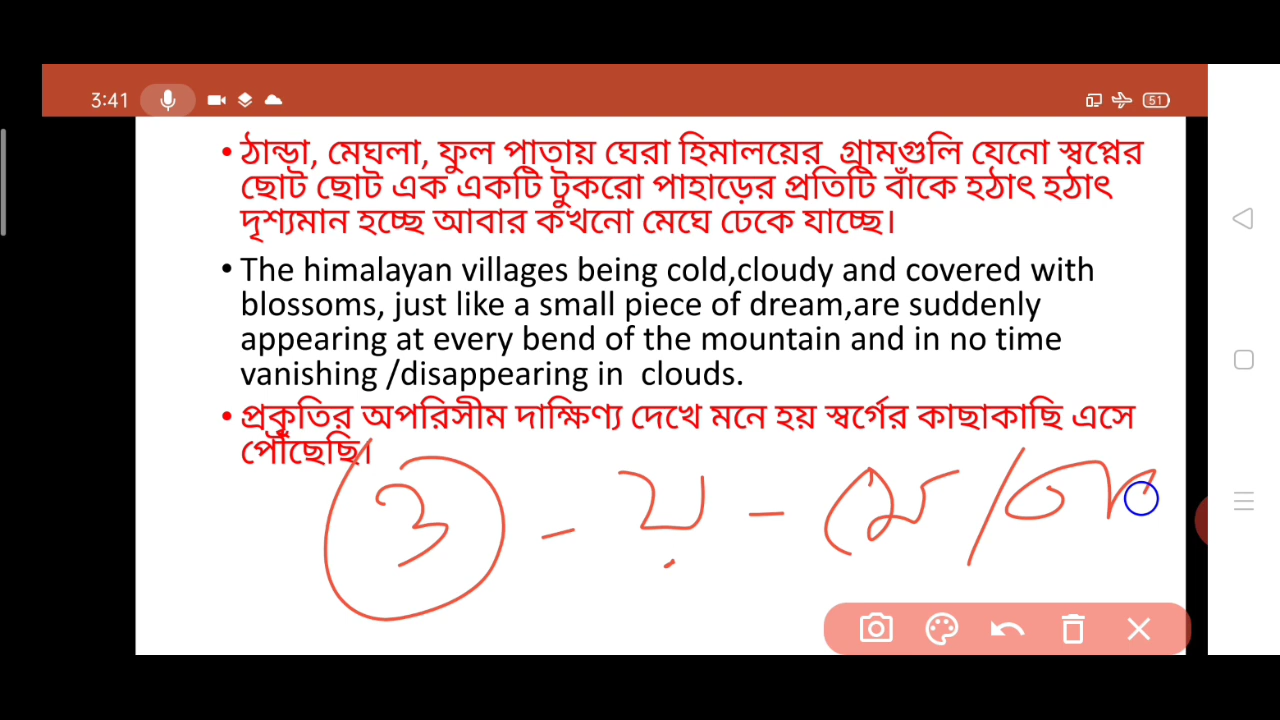 3:41
51
• ঠান্ডা, মেঘলা, ফুল পাতায় ঘেরা হিমালয়ের গ্রামগুলি যেনো স্বপ্নের
ছোট ছোট এক একটি টুকরো পাহাড়ের প্রতিটি বাঁকে হঠাৎ হঠাৎ
দৃশ্যমান হচ্ছে আবার কখনো মেঘে ঢেকে যাচ্ছে।
• The himalayan villages being cold,cloudy and covered with
blossoms, just like a small piece of dream,are suddenly
appearing at every bend of the mountain and in no time
vanishing /disappearing in clouds.
• প্রকৃতির অপরিসীম দাক্ষিণ্য দেখে মনে হয় স্বর্গের কাছাকাছি এসে
পৌঁছেছি।